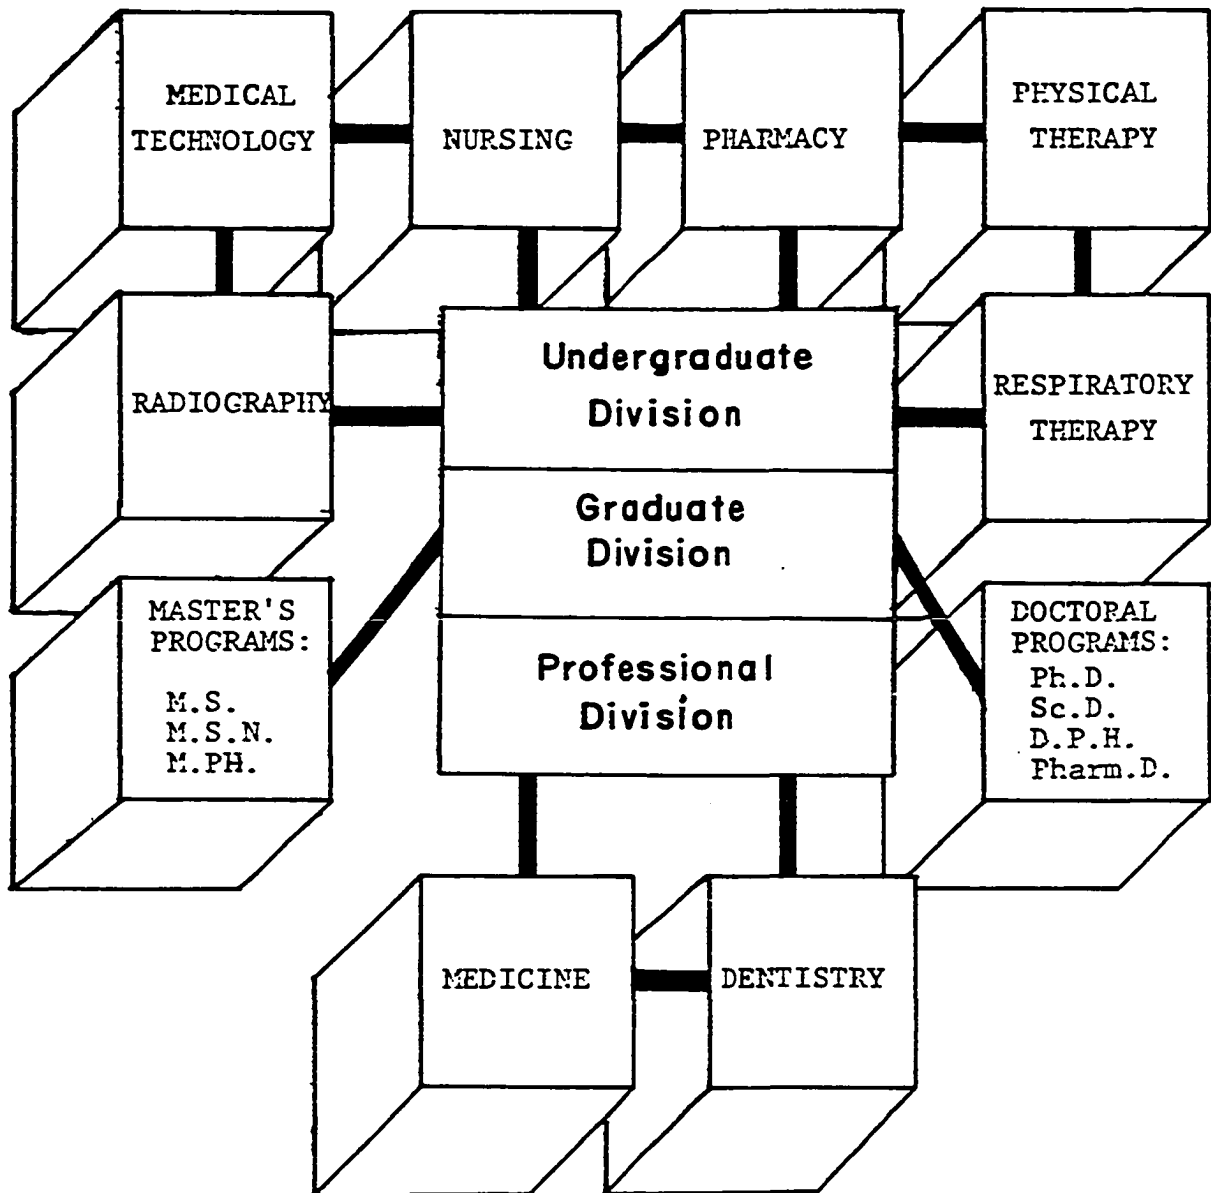 MEDICAL
TECHNOLOGY
NURSING
PHARMACY
PHYSICAL
THERAPY
RADIOGRAPHY
Undergraduate
Division
RESPIRATORY
THERAPY
Graduate
Division
MASTER'S
PROGRAMS:
M.S.
M.S.N.
M.PH.
Professional
Division
DOCTORAL
PROGRAMS:
Ph.D.
Sc.D.
D.P.H.
Pharm.D.
MEDICINE
DENTISTRY